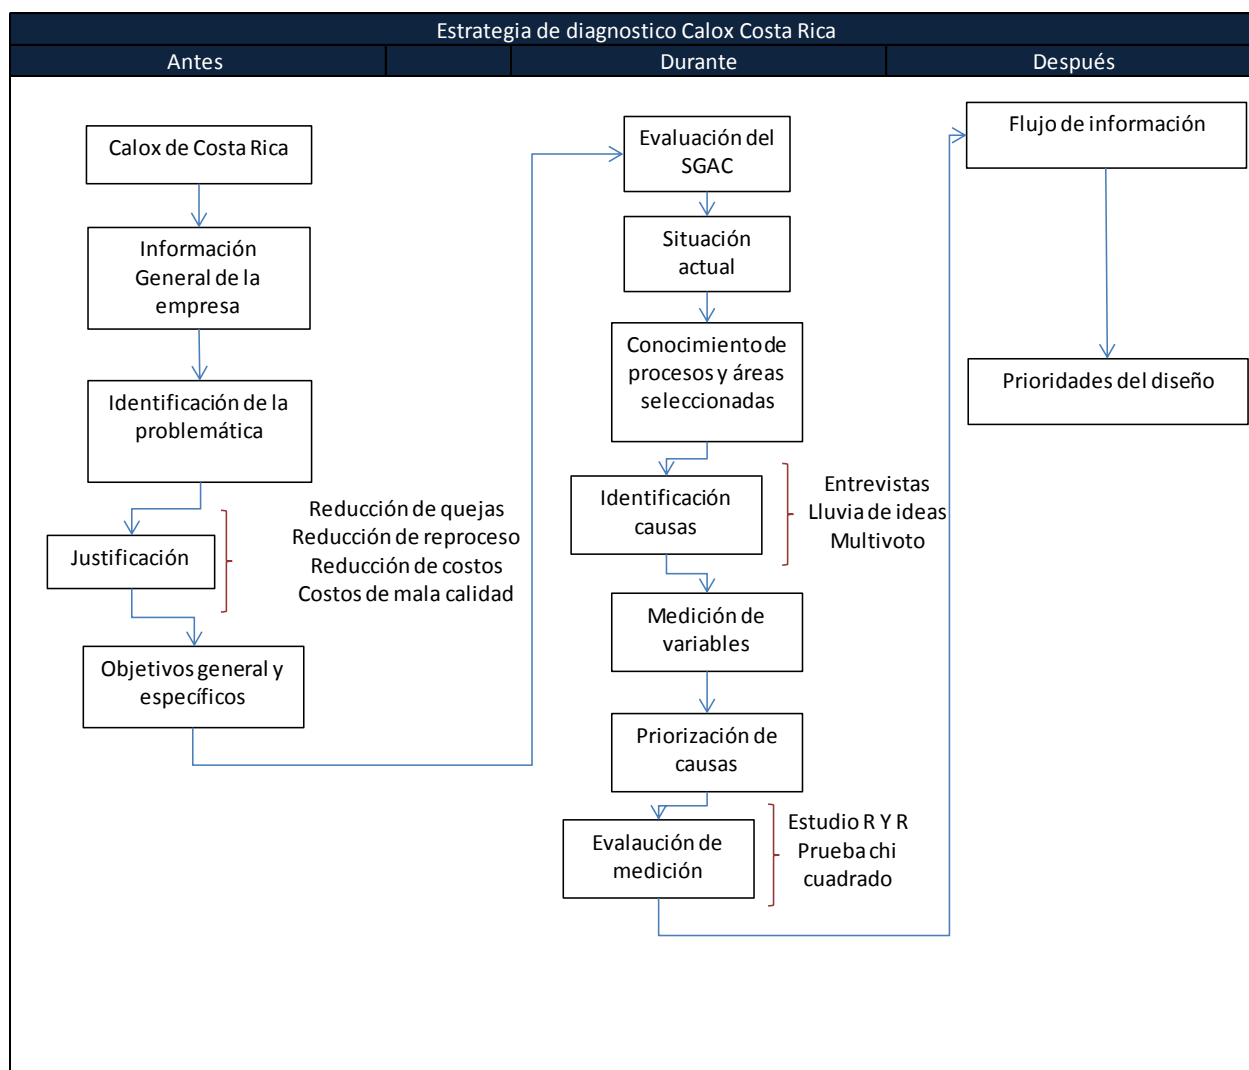 Estrategia de diagnostico Calox Costa Rica
Antes
Durante
Después
Calox de Costa Rica
Información
General de la
empresa
Identificación de la
problemática
Justificación
Reducción de quejas
Reducción de reproceso
Reducción de costos
Costos de mala calidad
Objetivos general y
específicos
Evaluación del
SGAC
Situación
actual
Conocimiento de
procesos y áreas
seleccionadas
Identificación
causas
Entrevistas
Lluvia de ideas
Multivoto
Medición de
variables
Priorización de
causas
Evalaución de
medición
Estudio R Y R
Prueba chi
cuadrado
Flujo de información
Prioridades del diseño